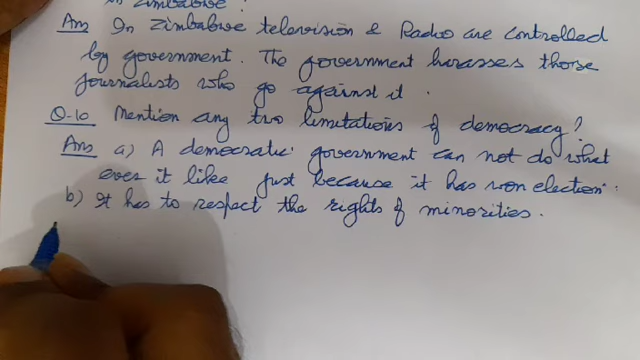 in Zimbabwe?
Ans In Zimbabwe television & Radio are controlled
by government. The government harasses those
Journalists who go against it.
Q-10 Mention any two limitations of democracy?
Ans a) A democratic government can not do what
ever it like just because it has won election.
b) It has to respect the rights of minorities.